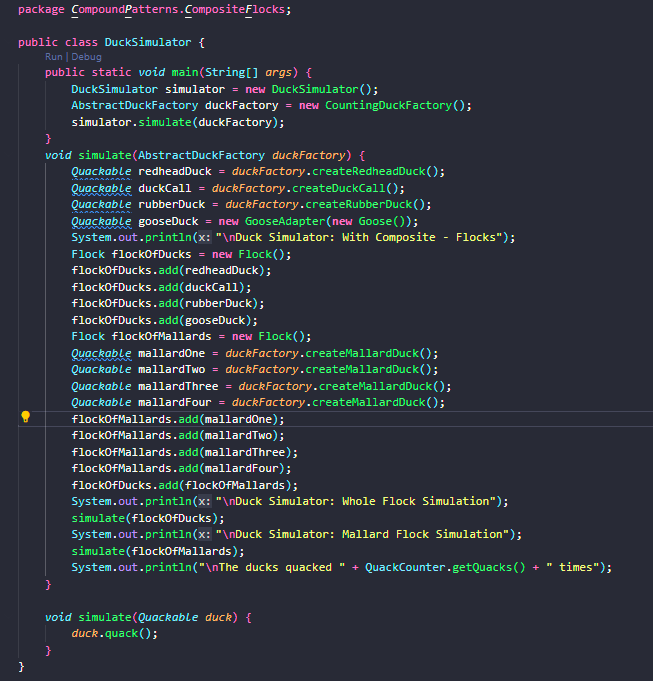 package CompoundPatterns.CompositeFlocks;
public class DuckSimulator {
Run | Debug
public static void main(String[] args) {
DuckSimulator simulator = new DuckSimulator();
AbstractDuckFactory duckFactory = new CountingDuckFactory();
simulator.simulate(duckFactory);
}
void simulate(AbstractDuckFactory duckFactory) {
Quackable redheadDuck = duckFactory.createRedheadDuck();
Quackable duckCall = duckFactory.createDuckCall();
Quackable rubberDuck = duckFactory.createRubberDuck();
Quackable gooseDuck = new GooseAdapter(new Goose());
System.out.println(x: "\nDuck Simulator: With Composite - Flocks");
Flock flockOfDucks = new Flock();
flockOfDucks.add(redheadDuck);
flockOfDucks.add(duckCall);
flockOfDucks.add(rubberDuck);
flockOfDucks.add(gooseDuck);
Flock flockOfMallards = new Flock();
Quackable mallardOne = duckFactory.createMallardDuck();
Quackable mallardTwo = duckFactory.createMallardDuck();
Quackable mallardThree = duckFactory.createMallardDuck();
Quackable mallardFour = duckFactory.createMallardDuck();
flockOfMallards.add(mallardOne);
flockOfMallards.add(mallardTwo);
flockOfMallards.add(mallardThree);
flockOfMallards.add(mallardFour);
flockOfDucks.add(flockOfMallards);
System.out.println(x: "\nDuck Simulator: Whole Flock Simulation");
simulate(flockOfDucks);
System.out.println(x: "\nDuck Simulator: Mallard Flock Simulation");
simulate(flockOfMallards);
System.out.println("\nThe ducks quacked " + QuackCounter.getQuacks() + " times");
}
void simulate(Quackable duck) {
duck.quack();
}
}